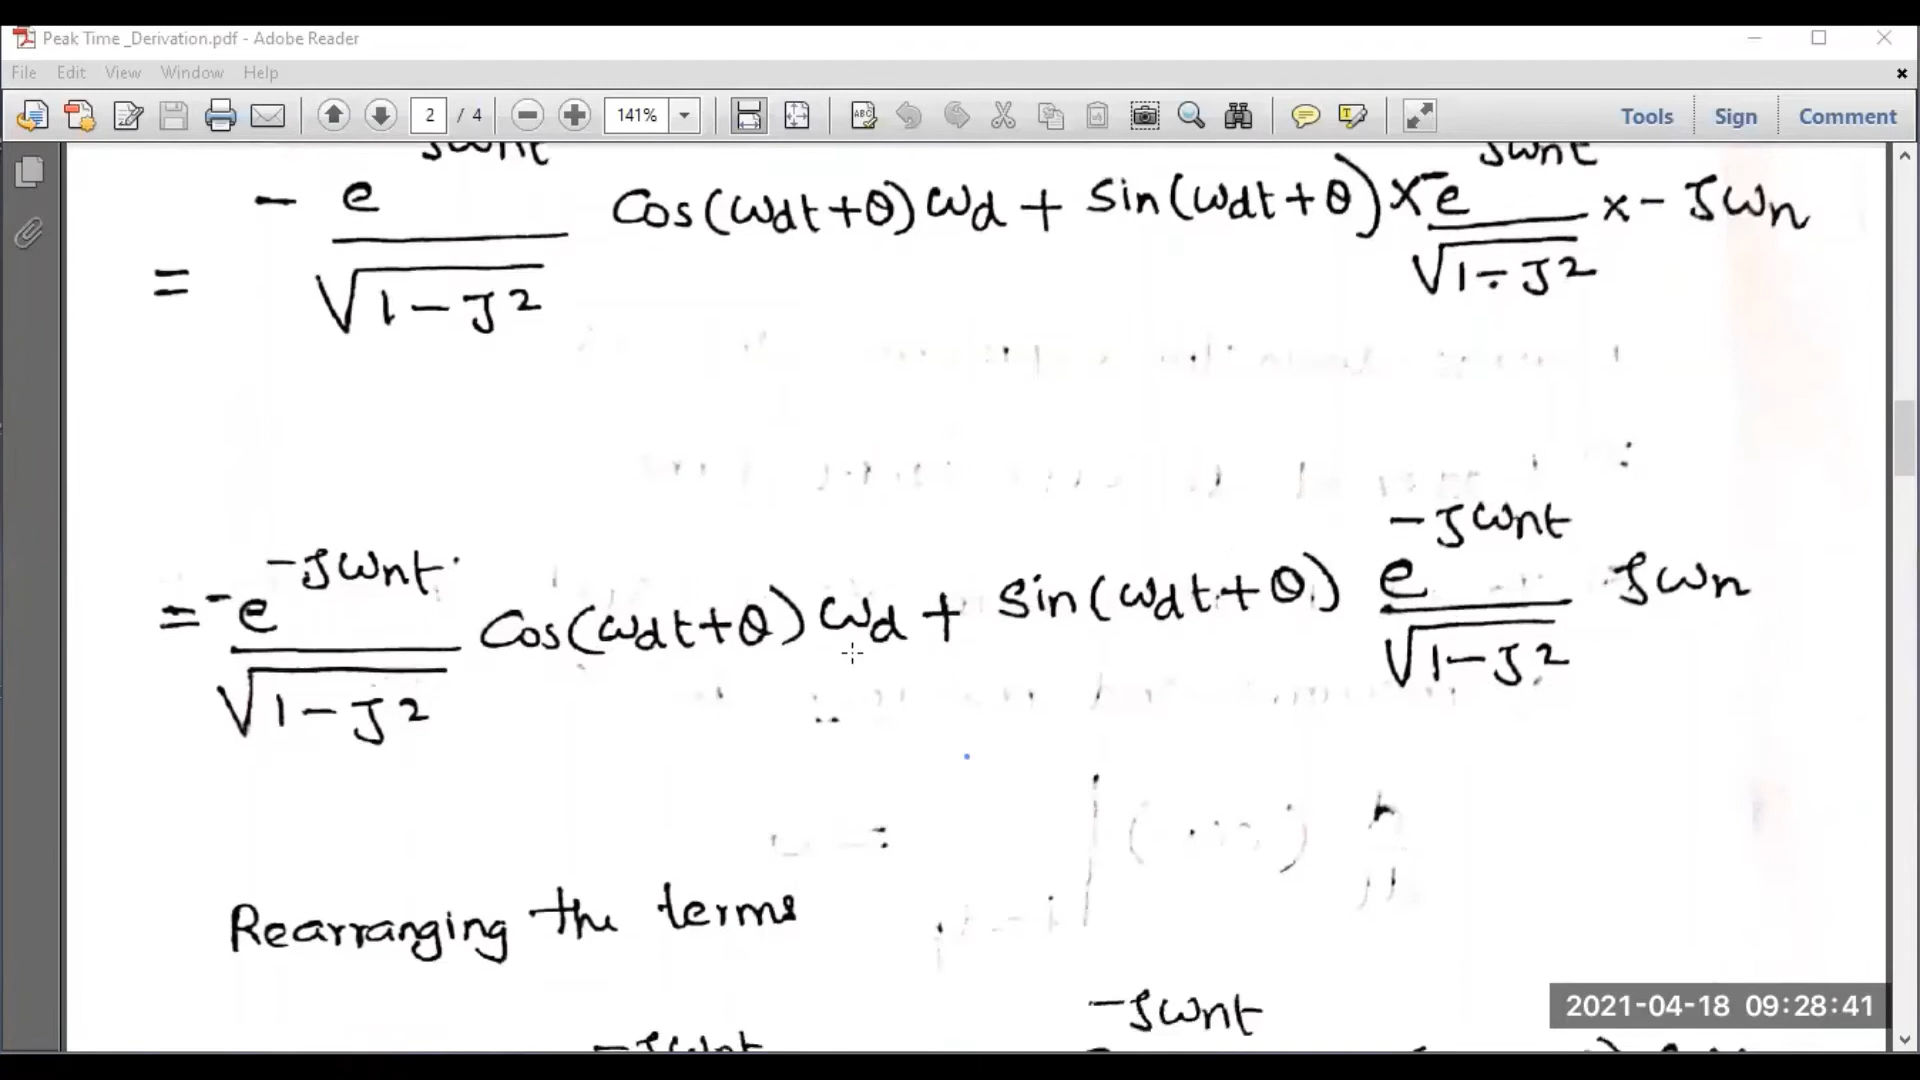 Peak Time _Derivation.pdf - Adobe Reader
File Edit View Window Help
2 / 4 141% Tools Sign Comment
= - e^{ζωnt} / √(1-ζ²) Cos(ωdt+θ)ωd + Sin(ωdt+θ) x -e^{ζωnt} / √(1-ζ²) x - ζωn
= -e^{-ζωnt} / √(1-ζ²) Cos(ωdt+θ)ωd + Sin(ωdt+θ) e^{-ζωnt} / √(1-ζ²) ζωn
Rearranging the terms
-ζωnt
2021-04-18 09:28:41